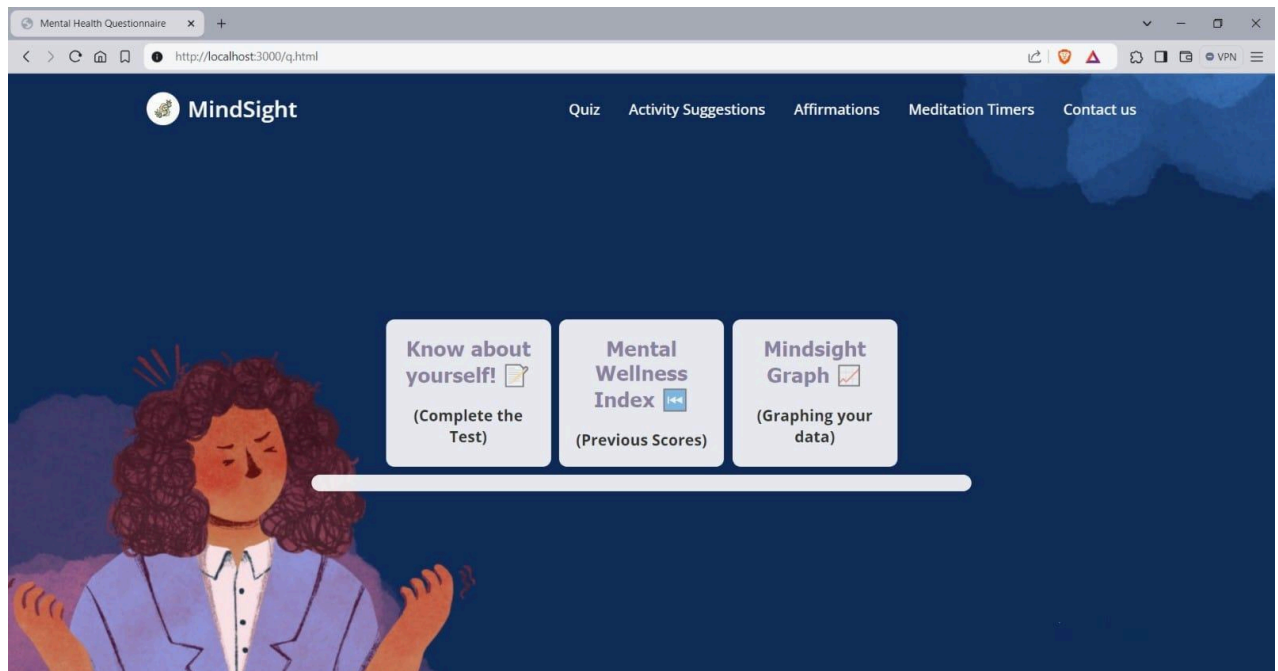 Mental Health Questionnaire
http://localhost:3000/q.html
VPN
MindSight
Quiz
Activity Suggestions
Affirmations
Meditation Timers
Contact us
Know about
yourself! 📝
(Complete the
Test)
Mental
Wellness
Index ⏮
(Previous Scores)
Mindsight
Graph 📈
(Graphing your
data)